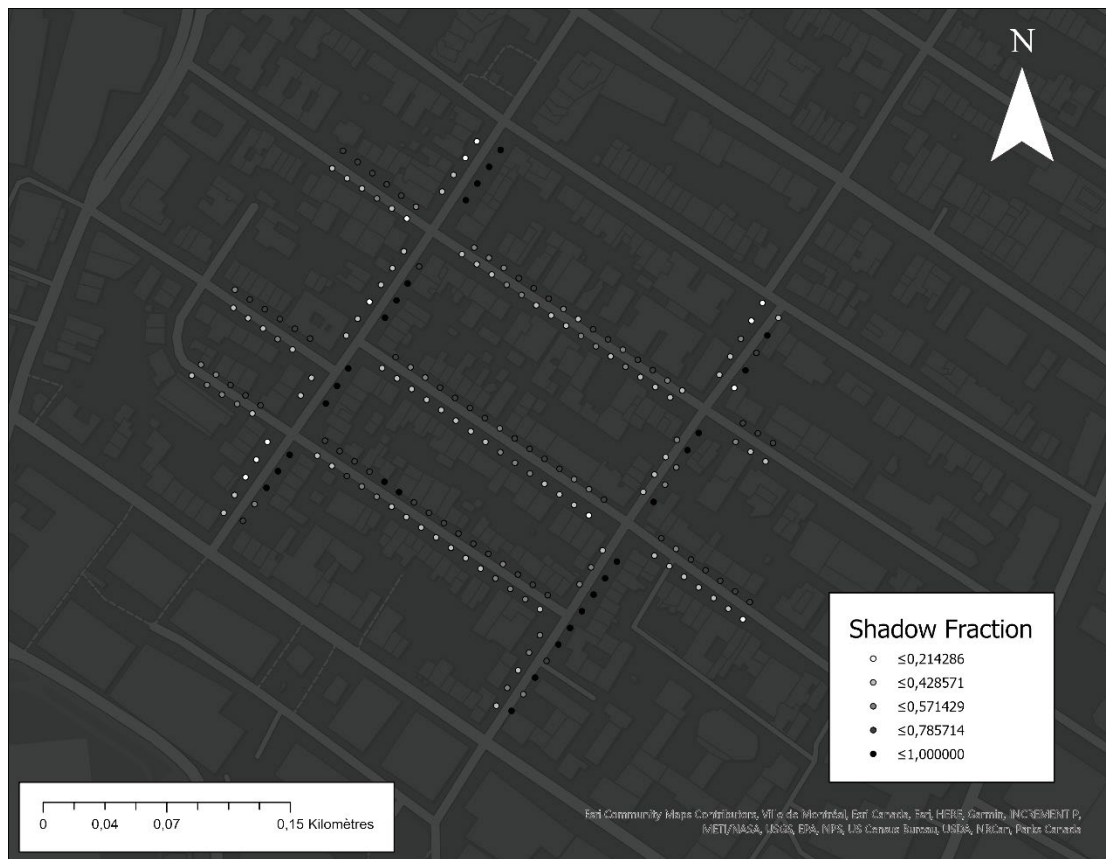 N
Shadow Fraction
≤0,214286
≤0,428571
≤0,571429
≤0,785714
≤1,000000
0 0,04 0,07 0,15 Kilomètres
Esri Community Maps Contributors, Ville de Montréal, Esri Canada, Esri, HERE, Garmin, INCREMENT P,
METI/NASA, USGS, EPA, NPS, US Census Bureau, USDA, NRCan, Parks Canada